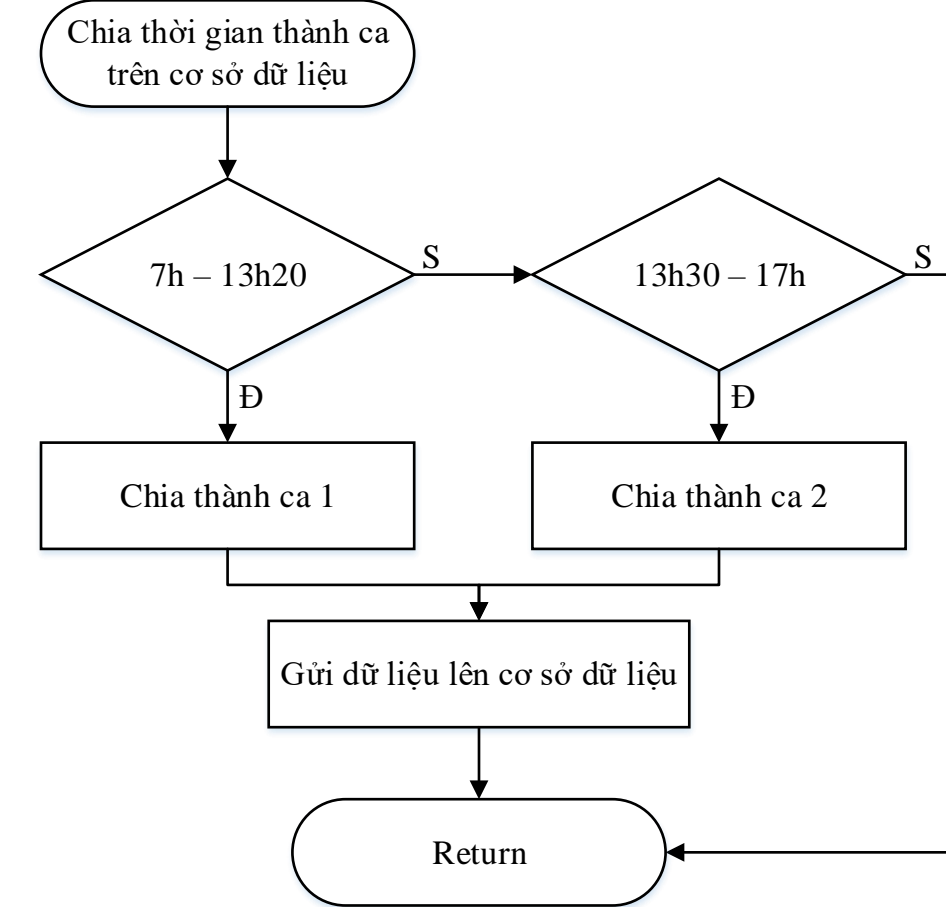 Chia thời gian thành ca
trên cơ sở dữ liệu
7h – 13h20
S
13h30 – 17h
S
Đ
Đ
Chia thành ca 1
Chia thành ca 2
Gửi dữ liệu lên cơ sở dữ liệu
Return